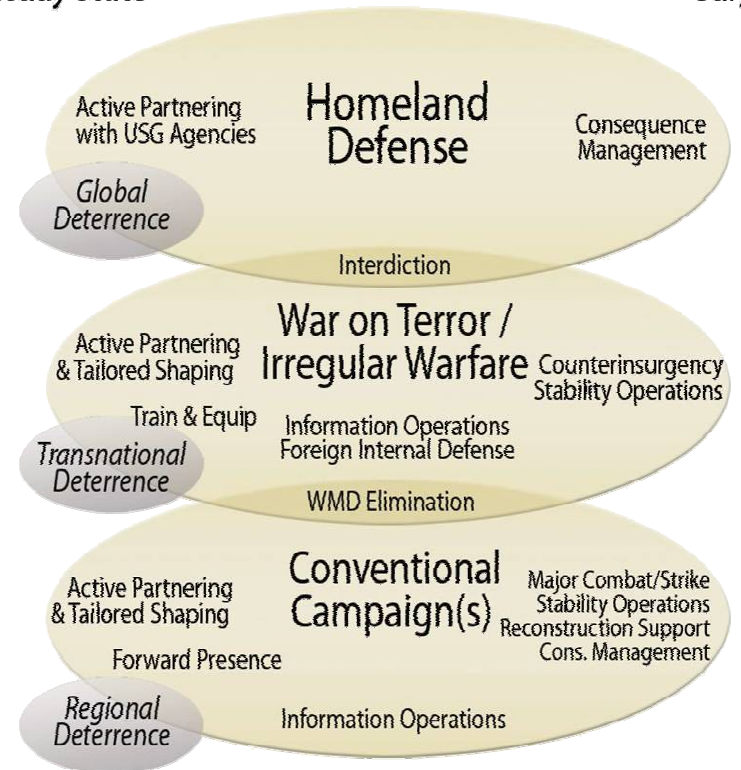 Homeland
Defense
Active Partnering
with USG Agencies
Consequence
Management
Global
Deterrence
Interdiction
War on Terror /
Irregular Warfare
Active Partnering
& Tailored Shaping
Counterinsurgency
Stability Operations
Train & Equip
Information Operations
Foreign Internal Defense
Transnational
Deterrence
WMD Elimination
Conventional
Campaign(s)
Active Partnering
& Tailored Shaping
Major Combat/Strike
Stability Operations
Reconstruction Support
Cons. Management
Forward Presence
Regional
Deterrence
Information Operations